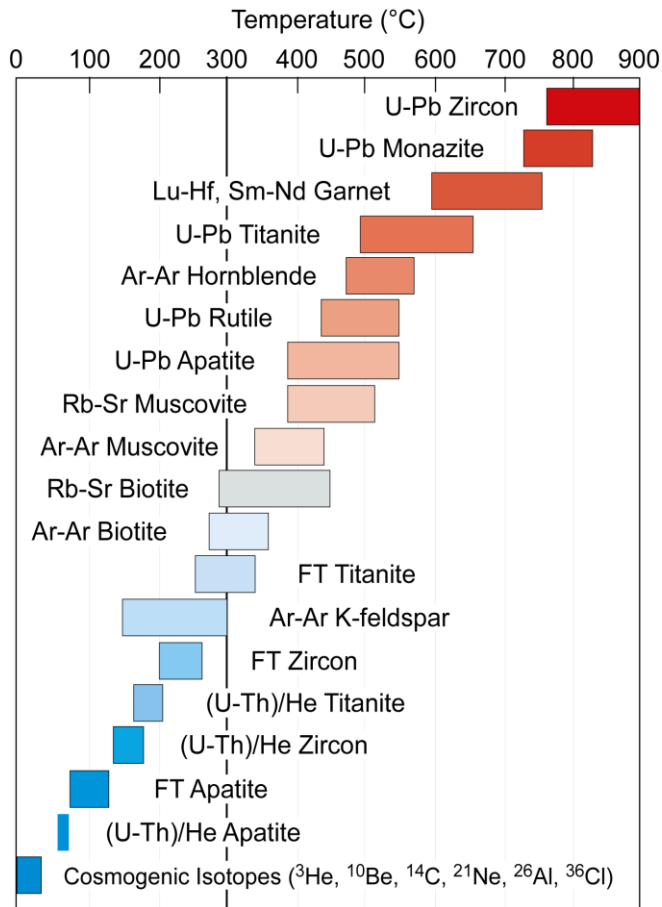 Temperature (°C)
0 100 200 300 400 500 600 700 800 900
U-Pb Zircon
U-Pb Monazite
Lu-Hf, Sm-Nd Garnet
U-Pb Titanite
Ar-Ar Hornblende
U-Pb Rutile
U-Pb Apatite
Rb-Sr Muscovite
Ar-Ar Muscovite
Rb-Sr Biotite
Ar-Ar Biotite
FT Titanite
Ar-Ar K-feldspar
FT Zircon
(U-Th)/He Titanite
(U-Th)/He Zircon
FT Apatite
(U-Th)/He Apatite
Cosmogenic Isotopes (³He, ¹⁰Be, ¹⁴C, ²¹Ne, ²⁶Al, ³⁶Cl)